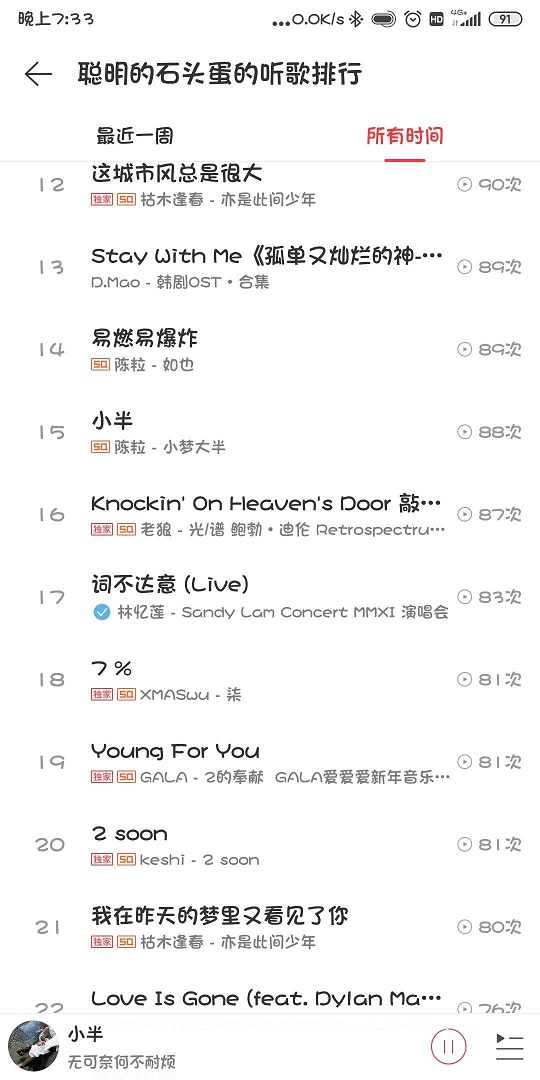 晚上7:33
...0.0K/s HD 4G+ 91
聪明的石头蛋的听歌排行
最近一周 所有时间
12 这城市风总是很大 90次
独家 SQ 枯木逢春 - 亦是此间少年
13 Stay With Me《孤单又灿烂的神-… 89次
D.Mao - 韩剧OST·合集
14 易燃易爆炸 89次
SQ 陈粒 - 如也
15 小半 88次
SQ 陈粒 - 小梦大半
16 Knockin' On Heaven's Door 敲… 87次
独家 SQ 老狼 - 光/谱 鲍勃·迪伦 Retrospectru…
17 词不达意 (Live) 83次
林忆莲 - Sandy Lam Concert MMXI 演唱会
18 7 % 81次
独家 SQ XMASwu - 柒
19 Young For You 81次
独家 SQ GALA - 2的奉献 GALA爱爱爱新年音乐…
20 2 soon 81次
独家 SQ keshi - 2 soon
21 我在昨天的梦里又看见了你 80次
独家 SQ 枯木逢春 - 亦是此间少年
22 Love Is Gone (feat. Dylan Ma… 76次
小半
无可奈何不耐烦